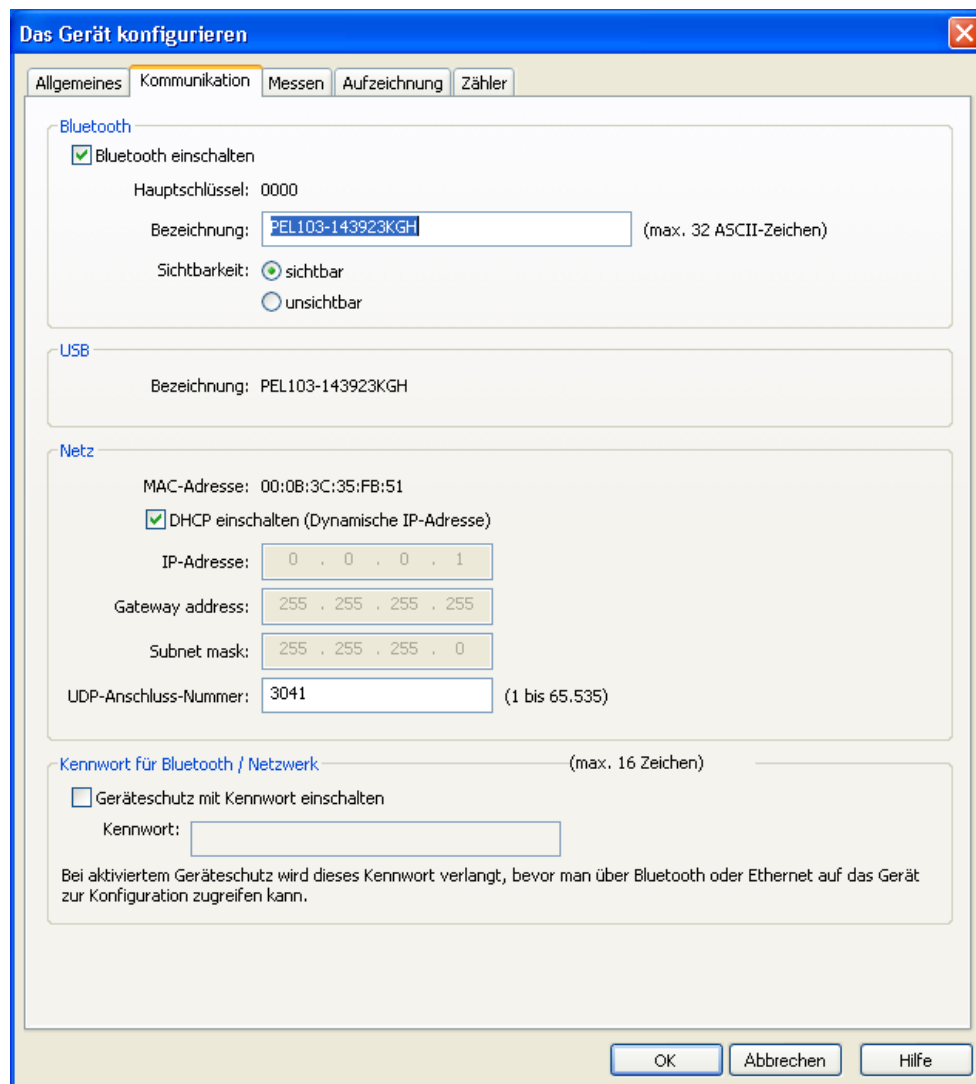 Das Gerät konfigurieren
Allgemeines Kommunikation Messen Aufzeichnung Zähler
Bluetooth
Bluetooth einschalten
Hauptschlüssel: 0000
Bezeichnung: PEL103-143923KGH (max. 32 ASCII-Zeichen)
Sichtbarkeit: sichtbar
unsichtbar
USB
Bezeichnung: PEL103-143923KGH
Netz
MAC-Adresse: 00:0B:3C:35:FB:51
DHCP einschalten (Dynamische IP-Adresse)
IP-Adresse: 0 . 0 . 0 . 1
Gateway address: 255 . 255 . 255 . 255
Subnet mask: 255 . 255 . 255 . 0
UDP-Anschluss-Nummer: 3041 (1 bis 65.535)
Kennwort für Bluetooth / Netzwerk (max. 16 Zeichen)
Geräteschutz mit Kennwort einschalten
Kennwort:
Bei aktiviertem Geräteschutz wird dieses Kennwort verlangt, bevor man über Bluetooth oder Ethernet auf das Gerät
zur Konfiguration zugreifen kann.
OK Abbrechen Hilfe